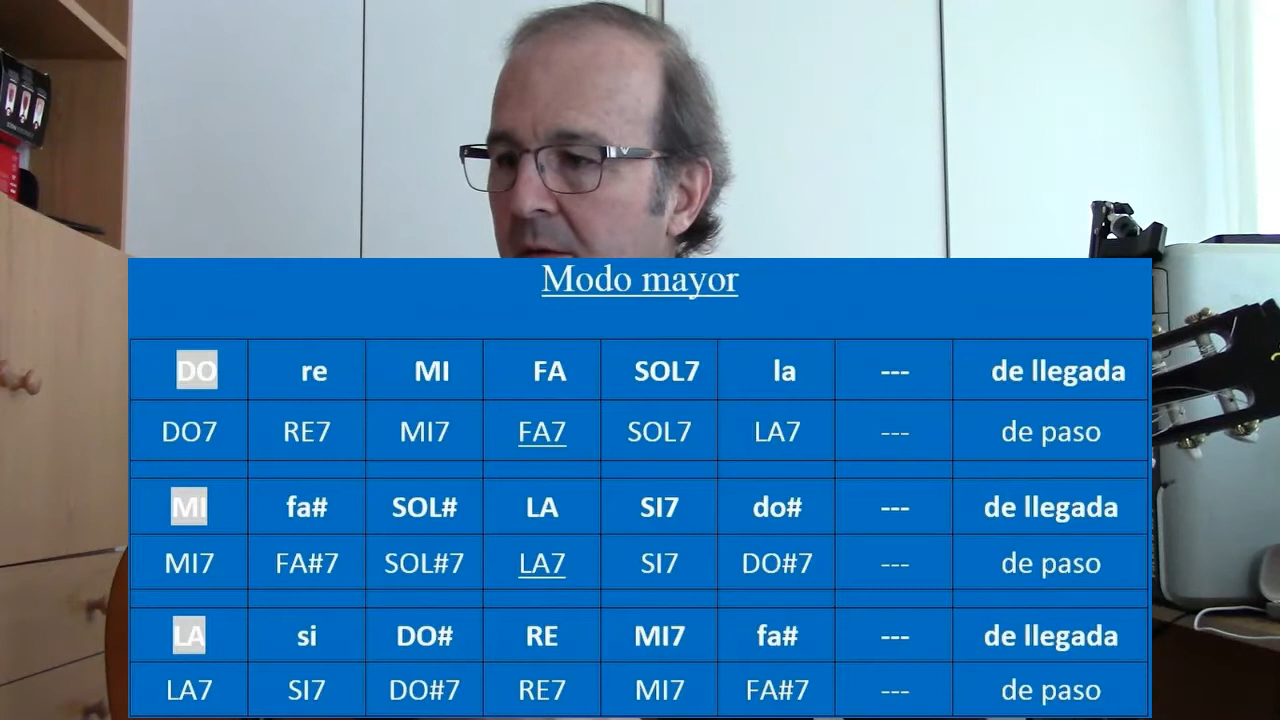 Modo mayor
DO re MI FA SOL7 la --- de llegada
DO7 RE7 MI7 FA7 SOL7 LA7 --- de paso
MI fa# SOL# LA SI7 do# --- de llegada
MI7 FA#7 SOL#7 LA7 SI7 DO#7 --- de paso
LA si DO# RE MI7 fa# --- de llegada
LA7 SI7 DO#7 RE7 MI7 FA#7 --- de paso